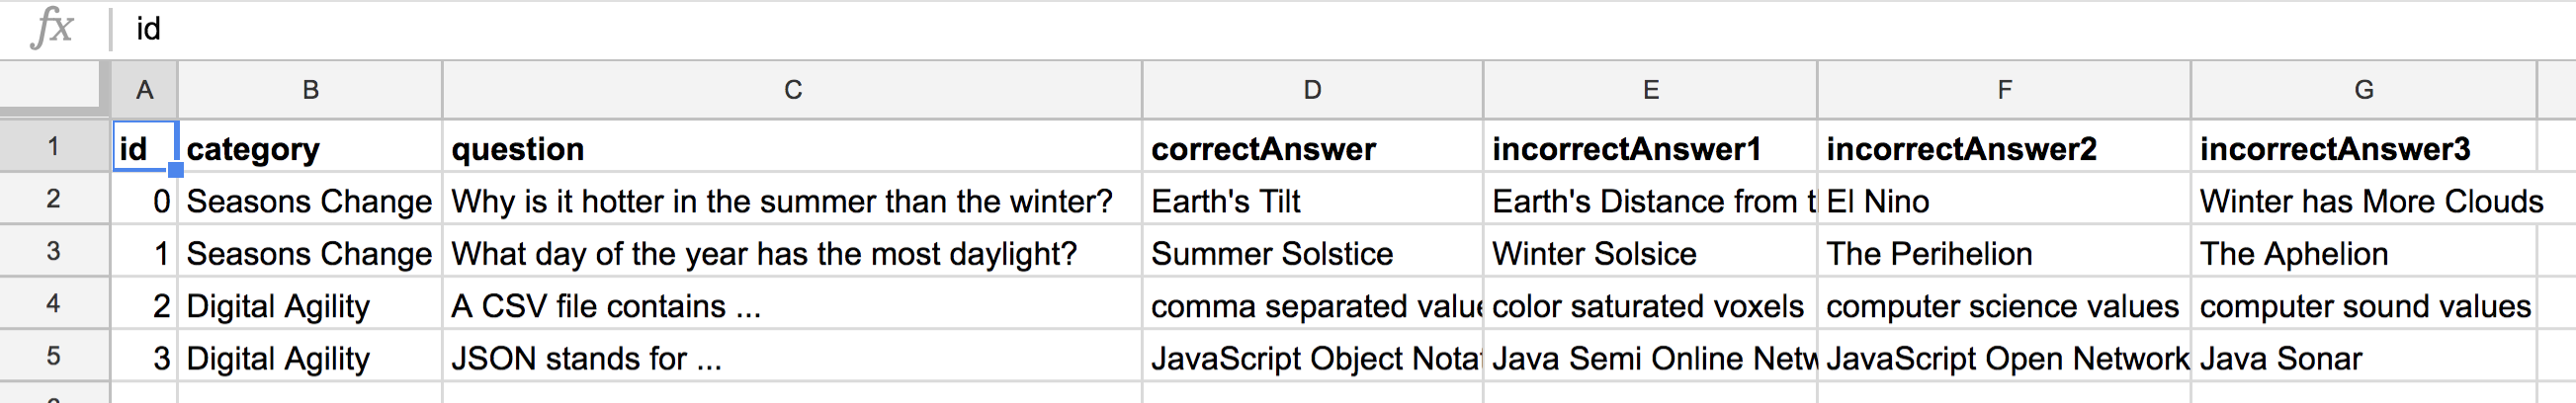 fx id
A B C D E F G
1 id category question correctAnswer incorrectAnswer1 incorrectAnswer2 incorrectAnswer3
2 0 Seasons Change Why is it hotter in the summer than the winter? Earth's Tilt Earth's Distance from El Nino Winter has More Clouds
3 1 Seasons Change What day of the year has the most daylight? Summer Solstice Winter Solsice The Perihelion The Aphelion
4 2 Digital Agility A CSV file contains ... comma separated color saturated voxels computer science values computer sound values
5 3 Digital Agility JSON stands for ... JavaScript Object Java Semi Online JavaScript Open Network Java Sonar